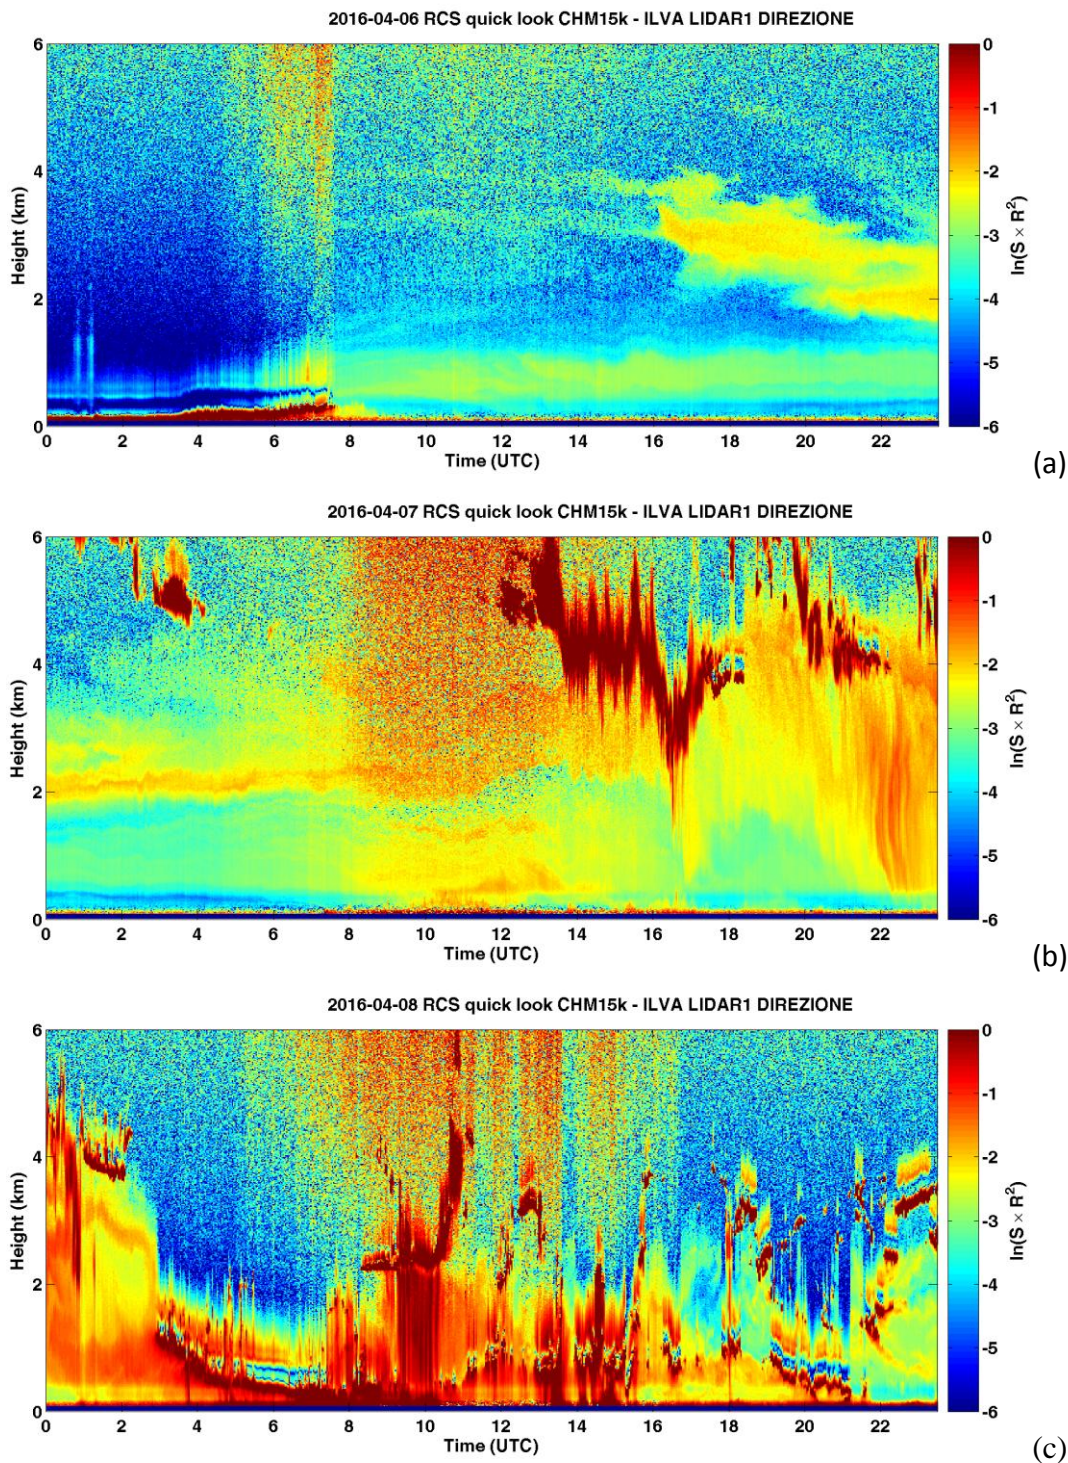 2016-04-06 RCS quick look CHM15k - ILVA LIDAR1 DIREZIONE
6
4
2
0
Height (km)
0 2 4 6 8 10 12 14 16 18 20 22
Time (UTC)
0
-1
-2
-3
-4
-5
-6
ln(S × R²)
(a)
2016-04-07 RCS quick look CHM15k - ILVA LIDAR1 DIREZIONE
6
4
2
0
Height (km)
0 2 4 6 8 10 12 14 16 18 20 22
Time (UTC)
0
-1
-2
-3
-4
-5
-6
ln(S × R²)
(b)
2016-04-08 RCS quick look CHM15k - ILVA LIDAR1 DIREZIONE
6
4
2
0
Height (km)
0 2 4 6 8 10 12 14 16 18 20 22
Time (UTC)
0
-1
-2
-3
-4
-5
-6
ln(S × R²)
(c)